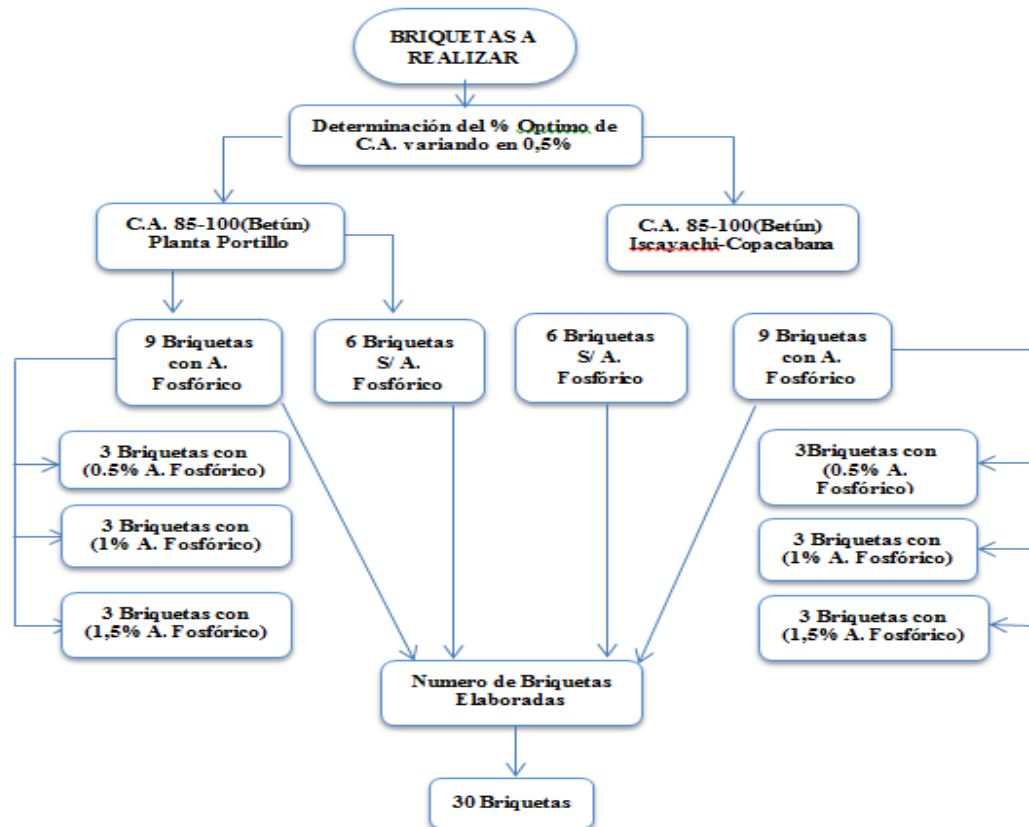 BRIQUETAS A
REALIZAR
Determinación del % Optimo de
C.A. variando en 0,5%
C.A. 85-100(Betún)
Planta Portillo
C.A. 85-100(Betún)
Iscayachi-Copacabana
9 Briquetas
con A.
Fosfórico
6 Briquetas
S/ A.
Fosfórico
6 Briquetas
S/ A.
Fosfórico
9 Briquetas
con A.
Fosfórico
3 Briquetas con
(0.5% A. Fosfórico)
3 Briquetas con
(1% A. Fosfórico)
3 Briquetas con
(1,5% A. Fosfórico)
3Briquetas con
(0.5% A.
Fosfórico)
3 Briquetas con
(1% A. Fosfórico)
3 Briquetas con
(1,5% A. Fosfórico)
Numero de Briquetas
Elaboradas
30 Briquetas